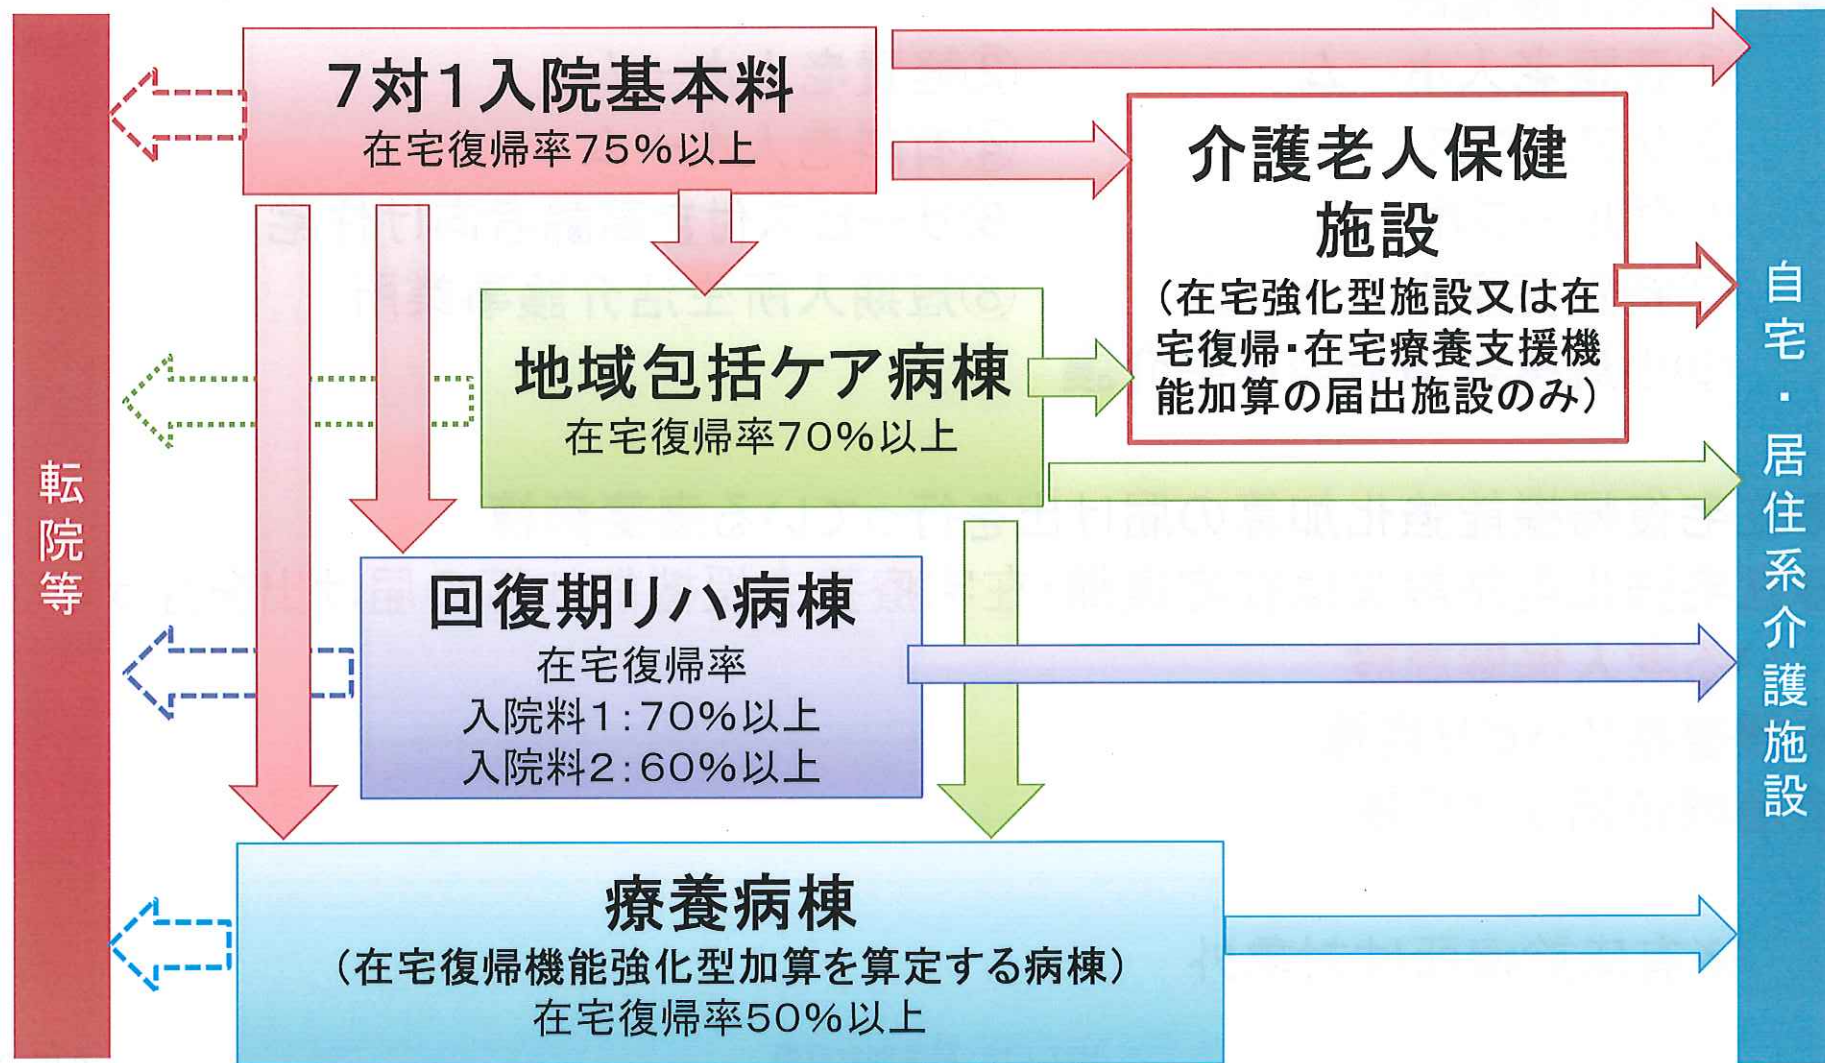 転院等
7対1入院基本料
在宅復帰率75%以上
介護老人保健
施設
(在宅強化型施設又は在
宅復帰・在宅療養支援機
能加算の届出施設のみ)
地域包括ケア病棟
在宅復帰率70%以上
回復期リハ病棟
在宅復帰率
入院料1:70%以上
入院料2:60%以上
療養病棟
(在宅復帰機能強化型加算を算定する病棟)
在宅復帰率50%以上
自宅・居住系介護施設